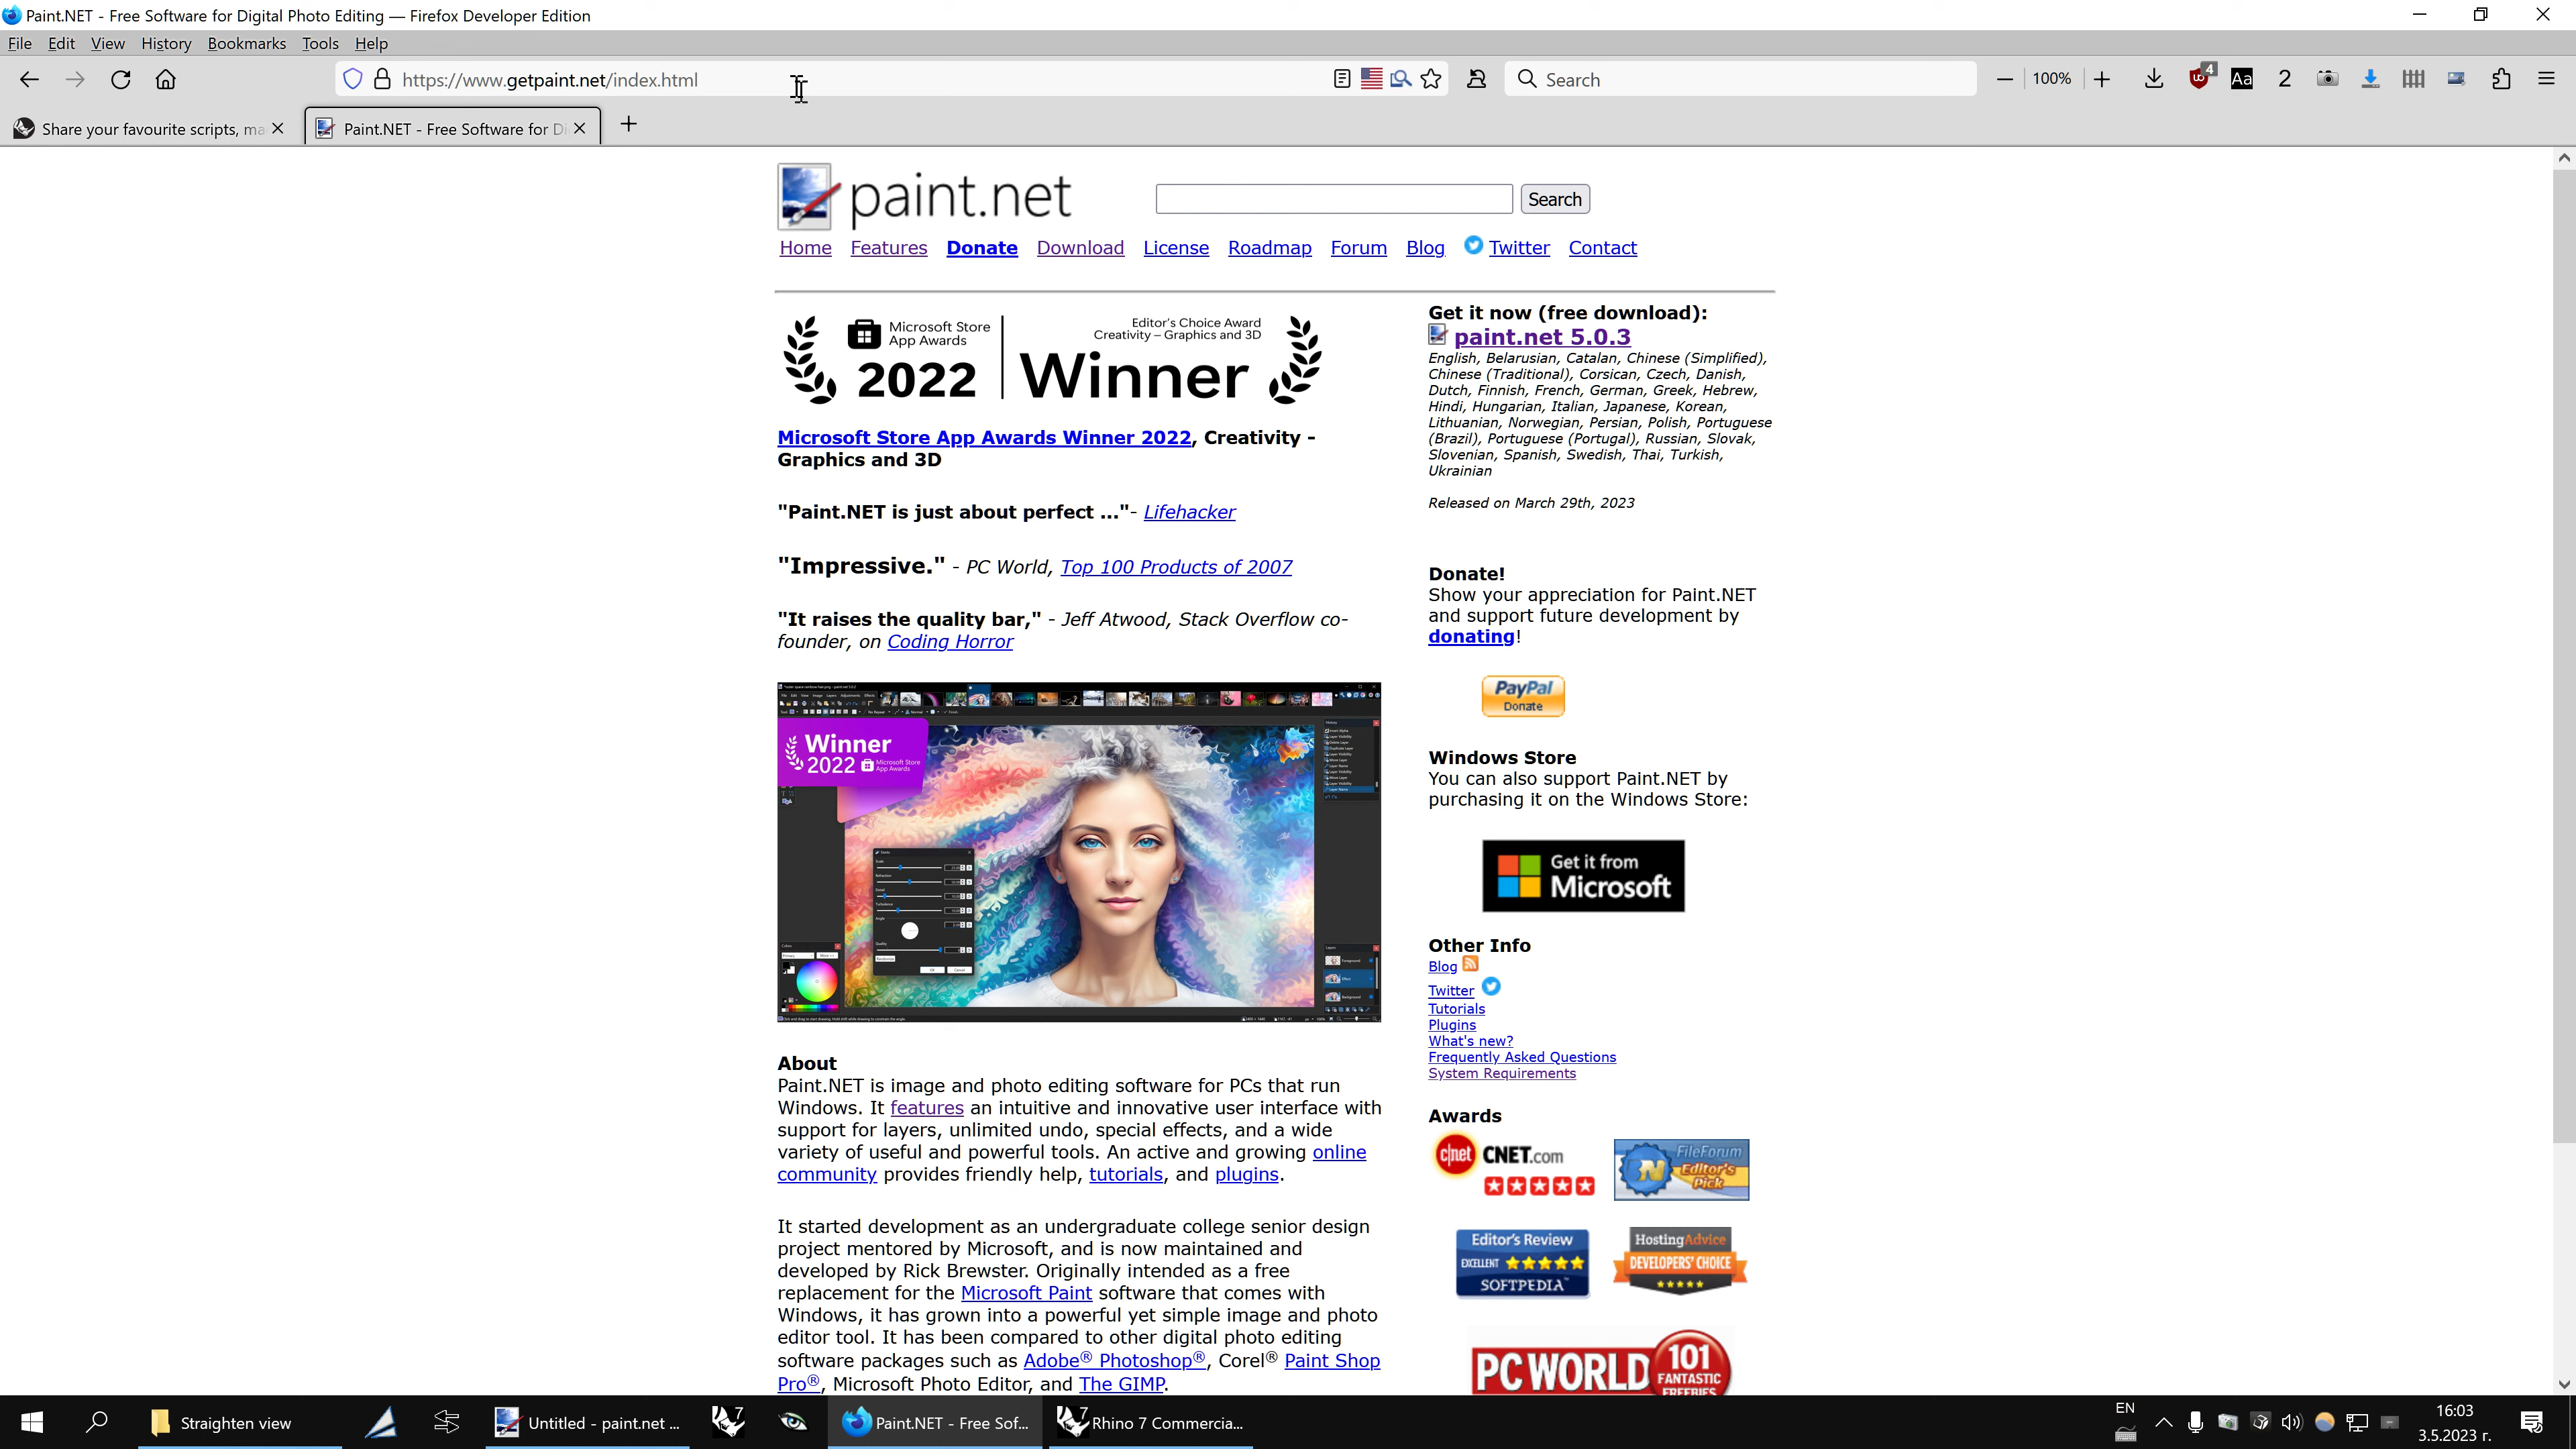 Paint.NET - Free Software for Digital Photo Editing — Firefox Developer Edition
File Edit View History Bookmarks Tools Help
https://www.getpaint.net/index.html
Search
100%
4
Aa
2
Share your favourite scripts, ma
Paint.NET - Free Software for Di
paint.net
Search
Home Features Donate Download License Roadmap Forum Blog Twitter Contact
Microsoft Store
App Awards
2022
Editor's Choice Award
Creativity – Graphics and 3D
Winner
Microsoft Store App Awards Winner 2022, Creativity -
Graphics and 3D
"Paint.NET is just about perfect ..."- Lifehacker
"Impressive." - PC World, Top 100 Products of 2007
"It raises the quality bar," - Jeff Atwood, Stack Overflow co-
founder, on Coding Horror
Winner
2022 Microsoft Store
App Awards
About
Paint.NET is image and photo editing software for PCs that run
Windows. It features an intuitive and innovative user interface with
support for layers, unlimited undo, special effects, and a wide
variety of useful and powerful tools. An active and growing online
community provides friendly help, tutorials, and plugins.
It started development as an undergraduate college senior design
project mentored by Microsoft, and is now maintained and
developed by Rick Brewster. Originally intended as a free
replacement for the Microsoft Paint software that comes with
Windows, it has grown into a powerful yet simple image and photo
editor tool. It has been compared to other digital photo editing
software packages such as Adobe® Photoshop®, Corel® Paint Shop
Pro®, Microsoft Photo Editor, and The GIMP.
Get it now (free download):
paint.net 5.0.3
English, Belarusian, Catalan, Chinese (Simplified),
Chinese (Traditional), Corsican, Czech, Danish,
Dutch, Finnish, French, German, Greek, Hebrew,
Hindi, Hungarian, Italian, Japanese, Korean,
Lithuanian, Norwegian, Persian, Polish, Portuguese
(Brazil), Portuguese (Portugal), Russian, Slovak,
Slovenian, Spanish, Swedish, Thai, Turkish,
Ukrainian
Released on March 29th, 2023
Donate!
Show your appreciation for Paint.NET
and support future development by
donating!
PayPal
Donate
Windows Store
You can also support Paint.NET by
purchasing it on the Windows Store:
Get it from
Microsoft
Other Info
Blog
Twitter
Tutorials
Plugins
What's new?
Frequently Asked Questions
System Requirements
Awards
c|net CNET.com
FileForum
Editor's
Pick
Editor's Review
EXCELLENT
SOFTPEDIA
HostingAdvice
DEVELOPERS' CHOICE
PC WORLD 101
FANTASTIC
FREEBIES
Straighten view
Untitled - paint.net ...
7
Paint.NET - Free Sof...
7
Rhino 7 Commercia...
EN
16:03
3.5.2023 г.